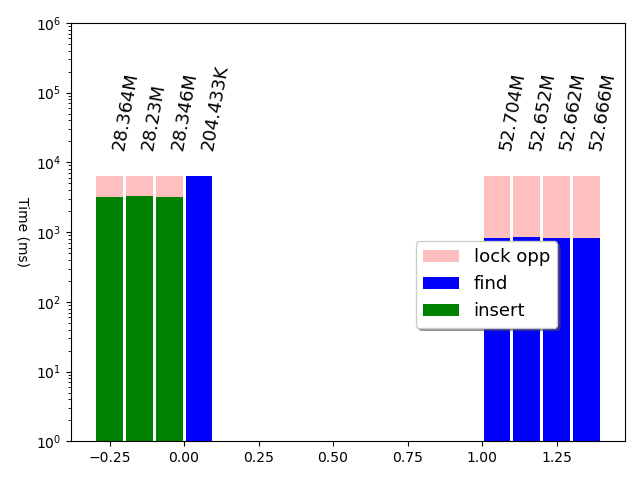 10⁶
10⁵
10⁴
10³
10²
10¹
10⁰
Time (ms)
28.364M
28.23M
28.346M
204.433K
52.704M
52.652M
52.662M
52.666M
lock opp
find
insert
−0.25 0.00 0.25 0.50 0.75 1.00 1.25